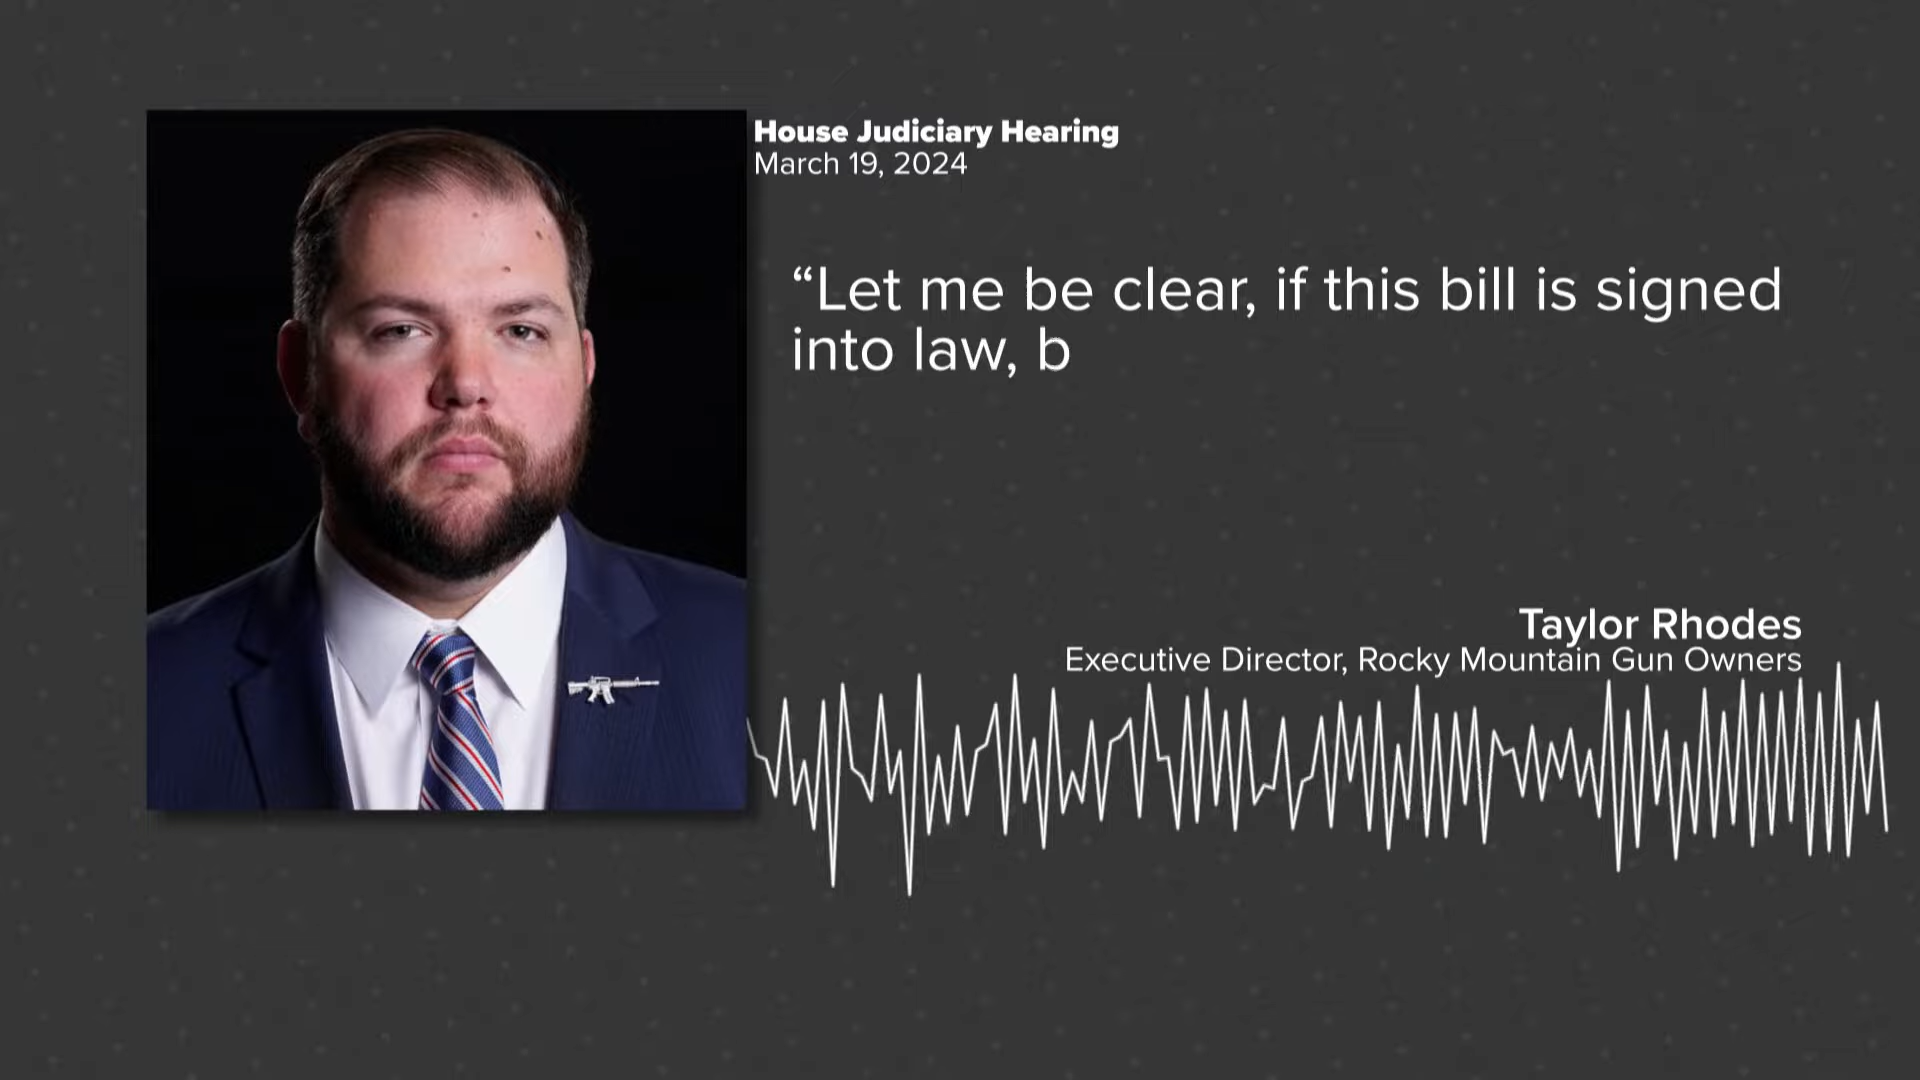 House Judiciary Hearing
March 19, 2024
“Let me be clear, if this bill is signed
into law, b
Taylor Rhodes
Executive Director, Rocky Mountain Gun Owners